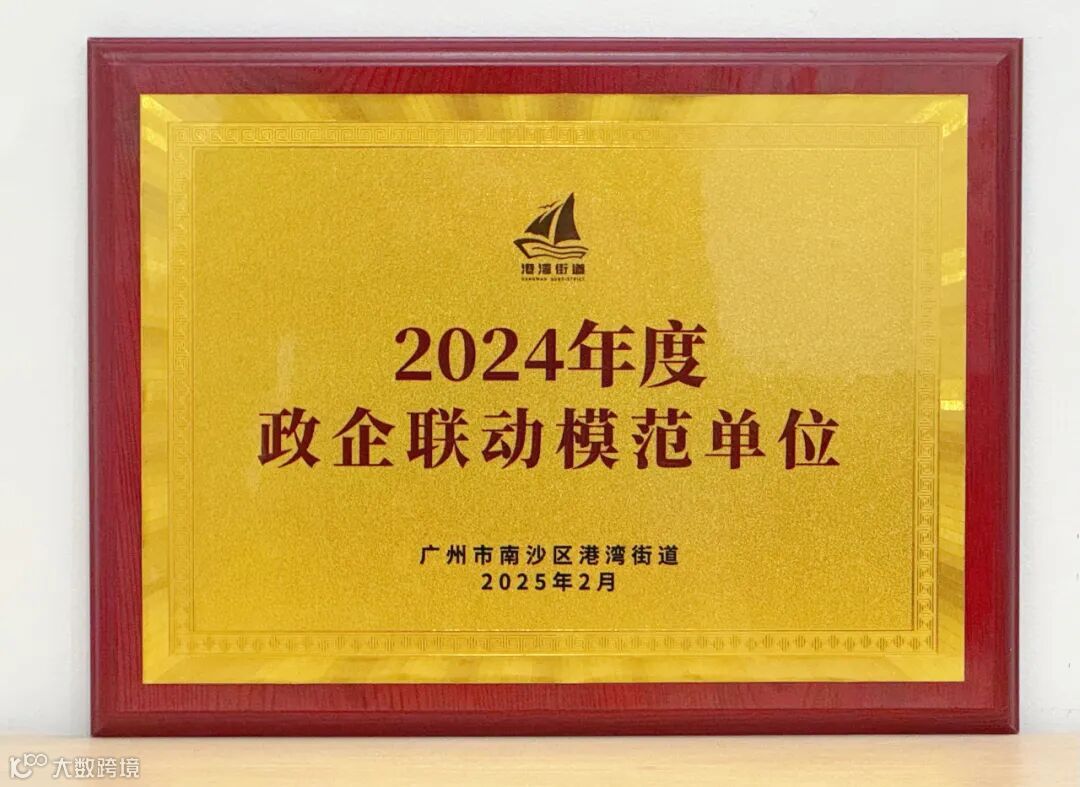 港湾街道
GANGWAN SUBDISTRICT
2024年度
政企联动模范单位
广州市南沙区港湾街道
2025年2月
大数跨境